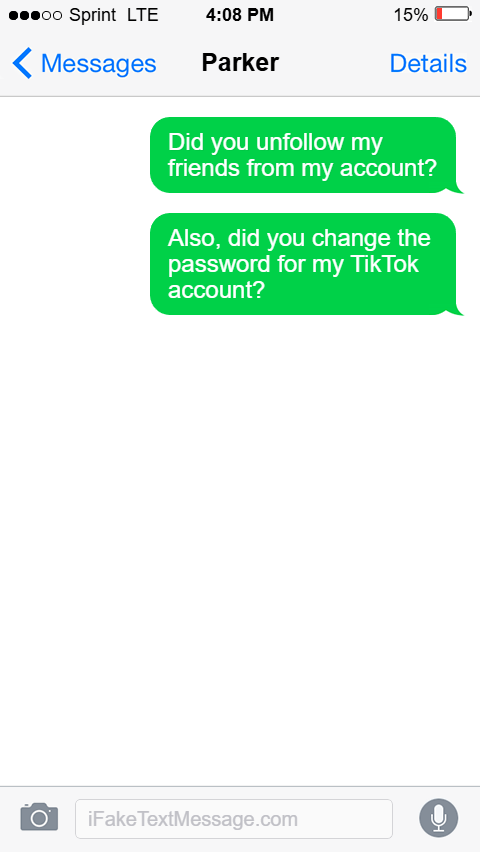 Sprint LTE 4:08 PM 15%
Messages Parker Details
Did you unfollow my
friends from my account?
Also, did you change the
password for my TikTok
account?
iFakeTextMessage.com